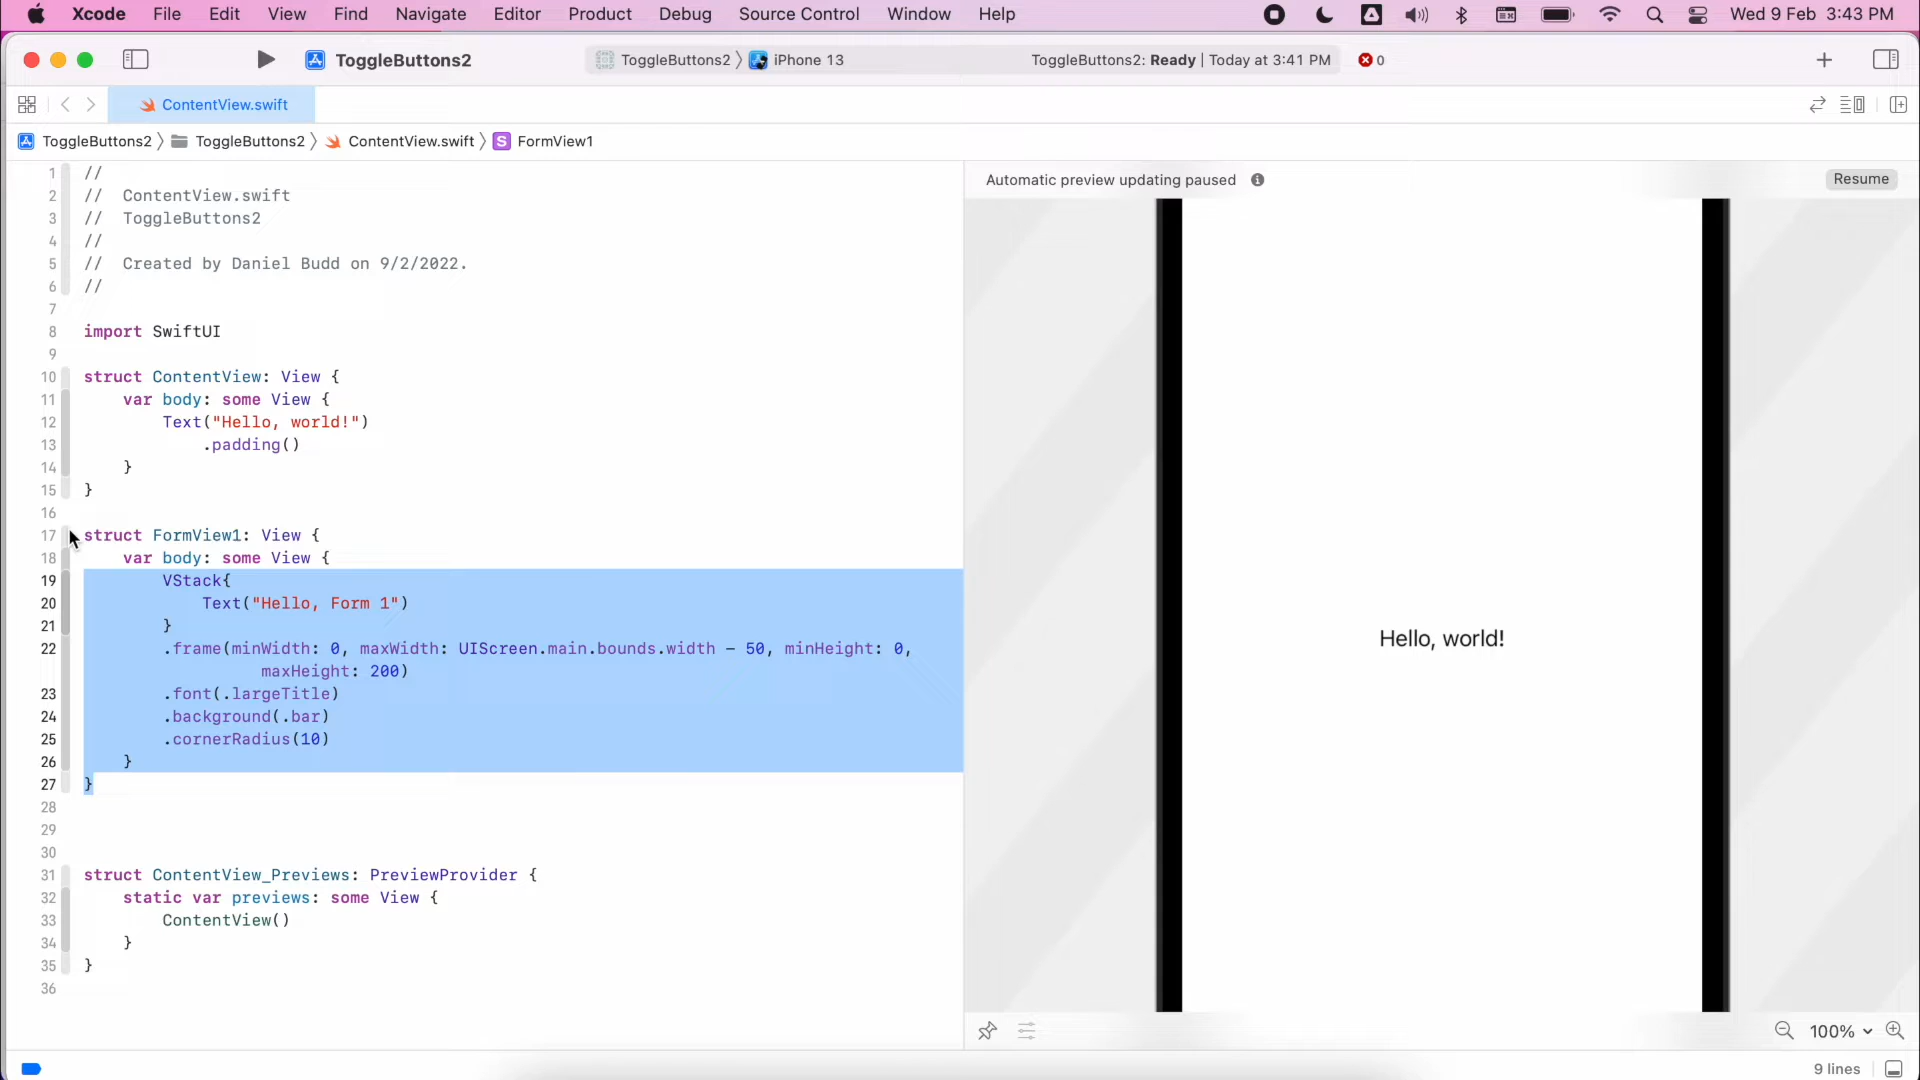 Xcode File Edit View Find Navigate Editor Product Debug Source Control Window Help Wed 9 Feb 3:43 PM
ToggleButtons2 ToggleButtons2 〉 iPhone 13 ToggleButtons2: Ready | Today at 3:41 PM 0
ContentView.swift
ToggleButtons2 〉 ToggleButtons2 〉 ContentView.swift 〉 S FormView1
Automatic preview updating paused Resume
1 //
2 //  ContentView.swift
3 //  ToggleButtons2
4 //
5 //  Created by Daniel Budd on 9/2/2022.
6 //
7
8 import SwiftUI
9
10 struct ContentView: View {
11     var body: some View {
12         Text("Hello, world!")
13             .padding()
14     }
15 }
16
17 struct FormView1: View {
18     var body: some View {
19         VStack{
20             Text("Hello, Form 1")
21         }
22         .frame(minWidth: 0, maxWidth: UIScreen.main.bounds.width - 50, minHeight: 0,
maxHeight: 200)
23         .font(.largeTitle)
24         .background(.bar)
25         .cornerRadius(10)
26     }
27 }
28
29
30
31 struct ContentView_Previews: PreviewProvider {
32     static var previews: some View {
33         ContentView()
34     }
35 }
36
Hello, world!
100%
9 lines